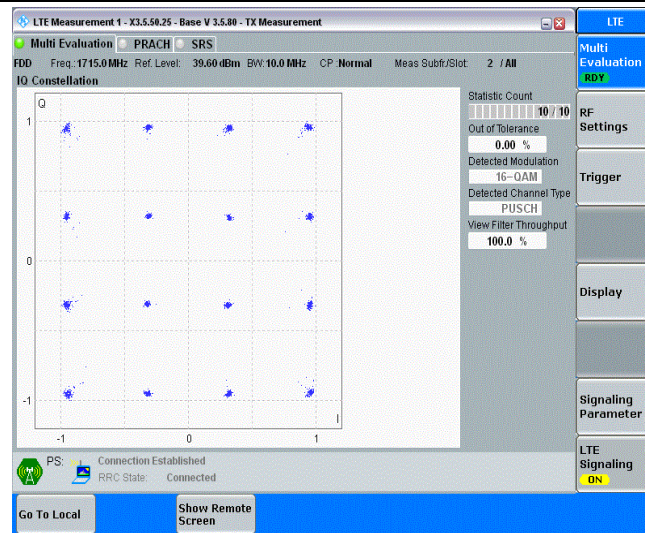 LTE Measurement 1 - X3.5.50.25 - Base V 3.5.80 - TX Measurement
LTE
Multi Evaluation PRACH SRS
Multi
Evaluation
RDY
FDD Freq.: 1715.0 MHz Ref. Level: 39.60 dBm BW: 10.0 MHz CP :Normal Meas Subfr/Slot: 2 / All
IQ Constellation
Statistic Count
10 / 10
Out of Tolerance
0.00 %
Detected Modulation
16-QAM
Detected Channel Type
PUSCH
View Filter Throughput
100.0 %
Q
1
0
-1
I
-1 0 1
RF
Settings
Trigger
Display
Signaling
Parameter
LTE
Signaling
ON
PS: Connection Established
RRC State: Connected
Go To Local
Show Remote
Screen